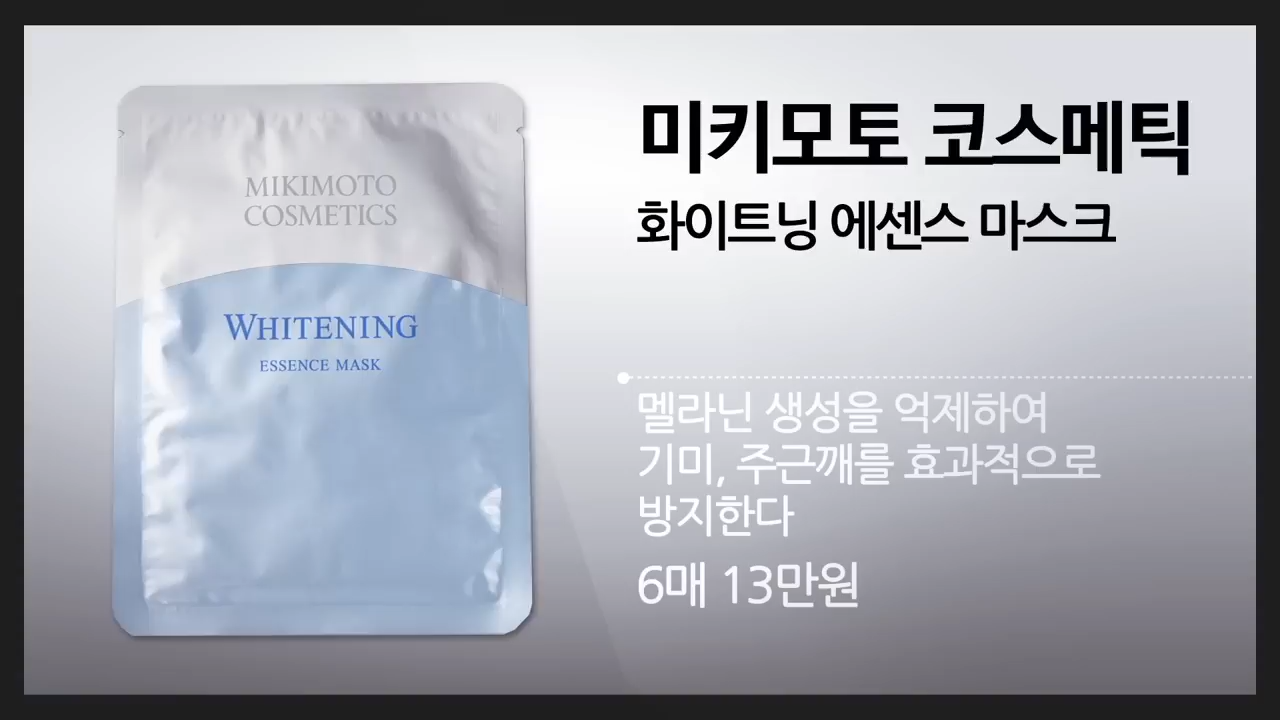 MIKIMOTO
COSMETICS
WHITENING
ESSENCE MASK
미키모토 코스메틱
화이트닝 에센스 마스크
멜라닌 생성을 억제하여
기미, 주근깨를 효과적으로
방지한다
6매 13만원